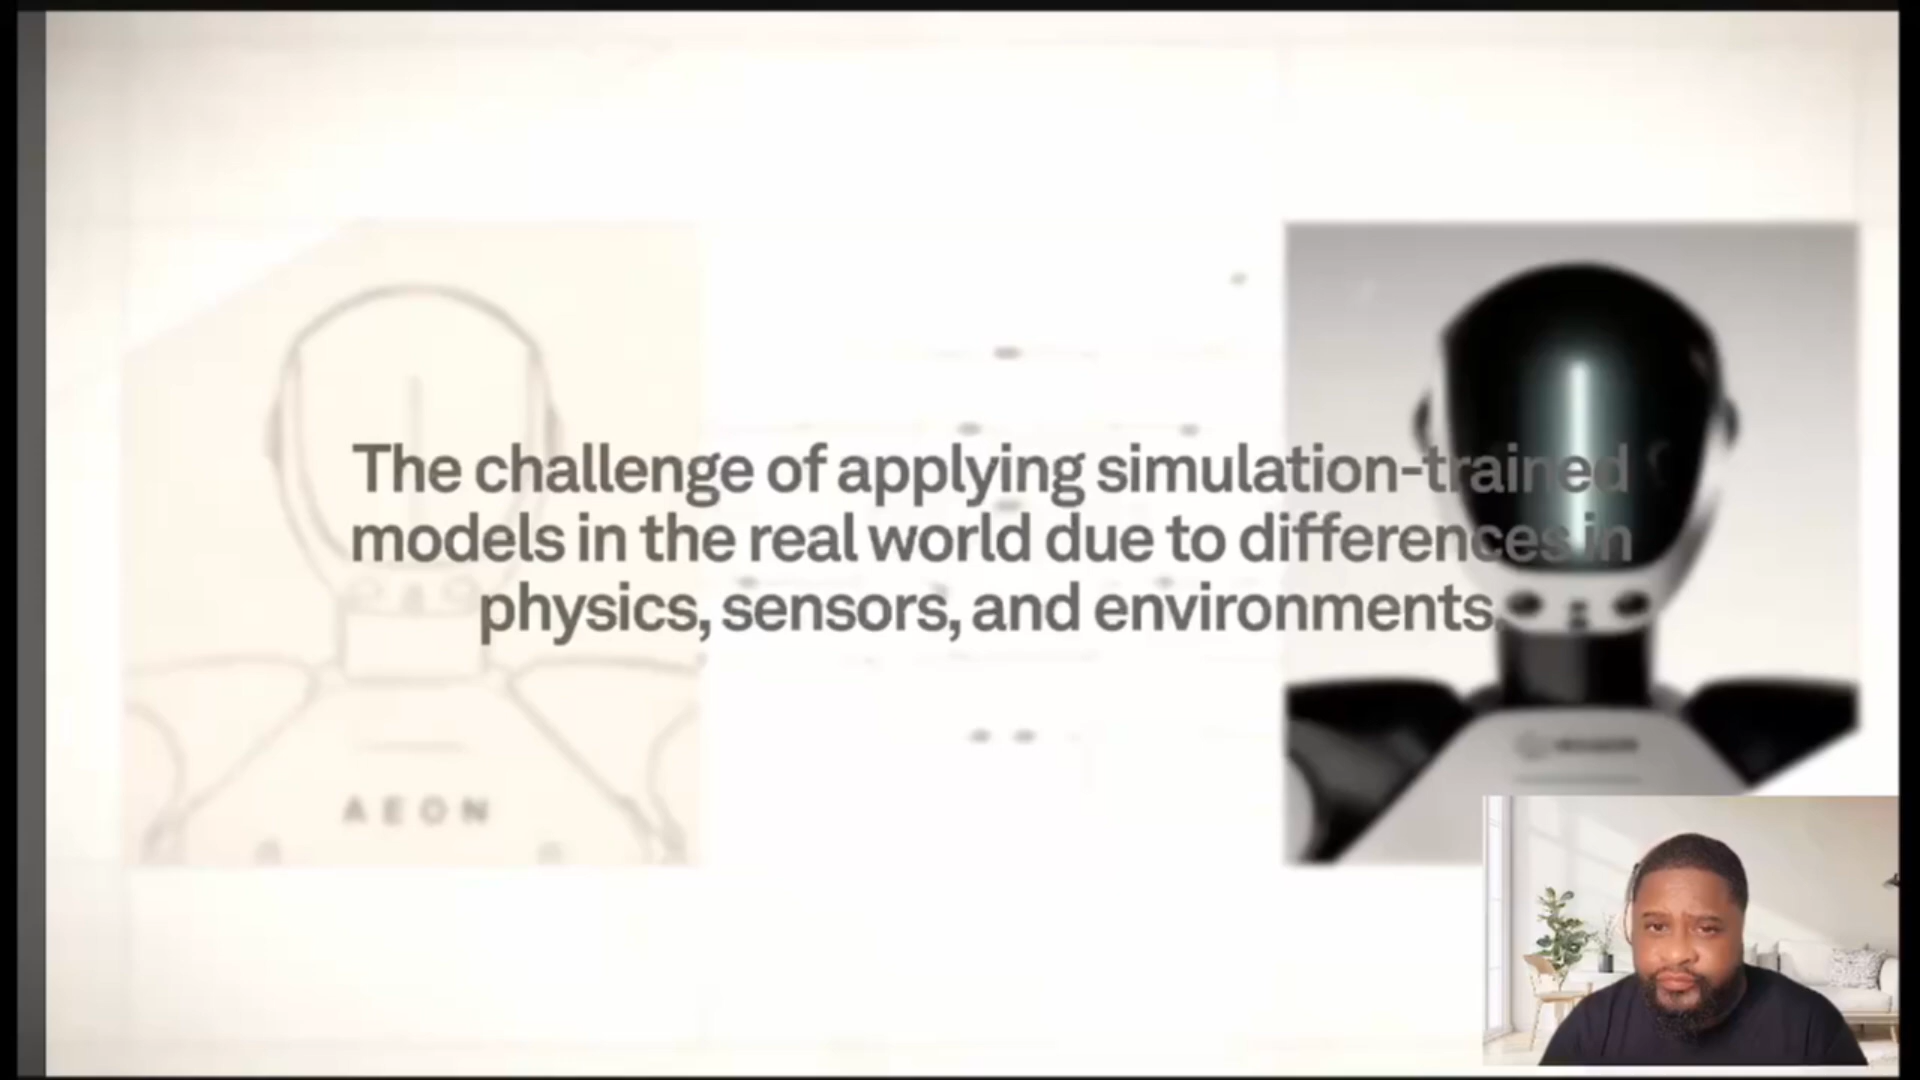 The challenge of applying simulation-trained
models in the real world due to differences in
physics, sensors, and environments.
AEON